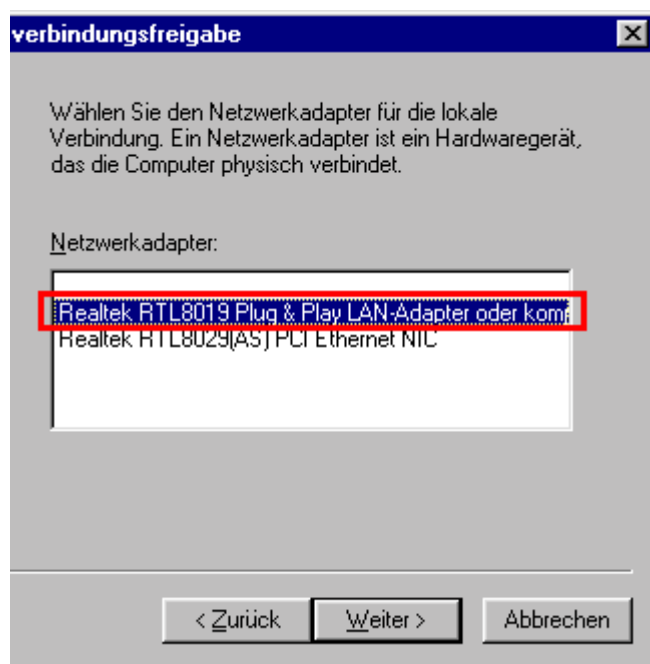 verbindungsfreigabe
Wählen Sie den Netzwerkadapter für die lokale
Verbindung. Ein Netzwerkadapter ist ein Hardwaregerät,
das die Computer physisch verbindet.
Netzwerkadapter:
Realtek RTL8019 Plug & Play LAN-Adapter oder
Realtek RTL8029(AS) PCI Ethernet NIC
< Zurück Weiter > Abbrechen